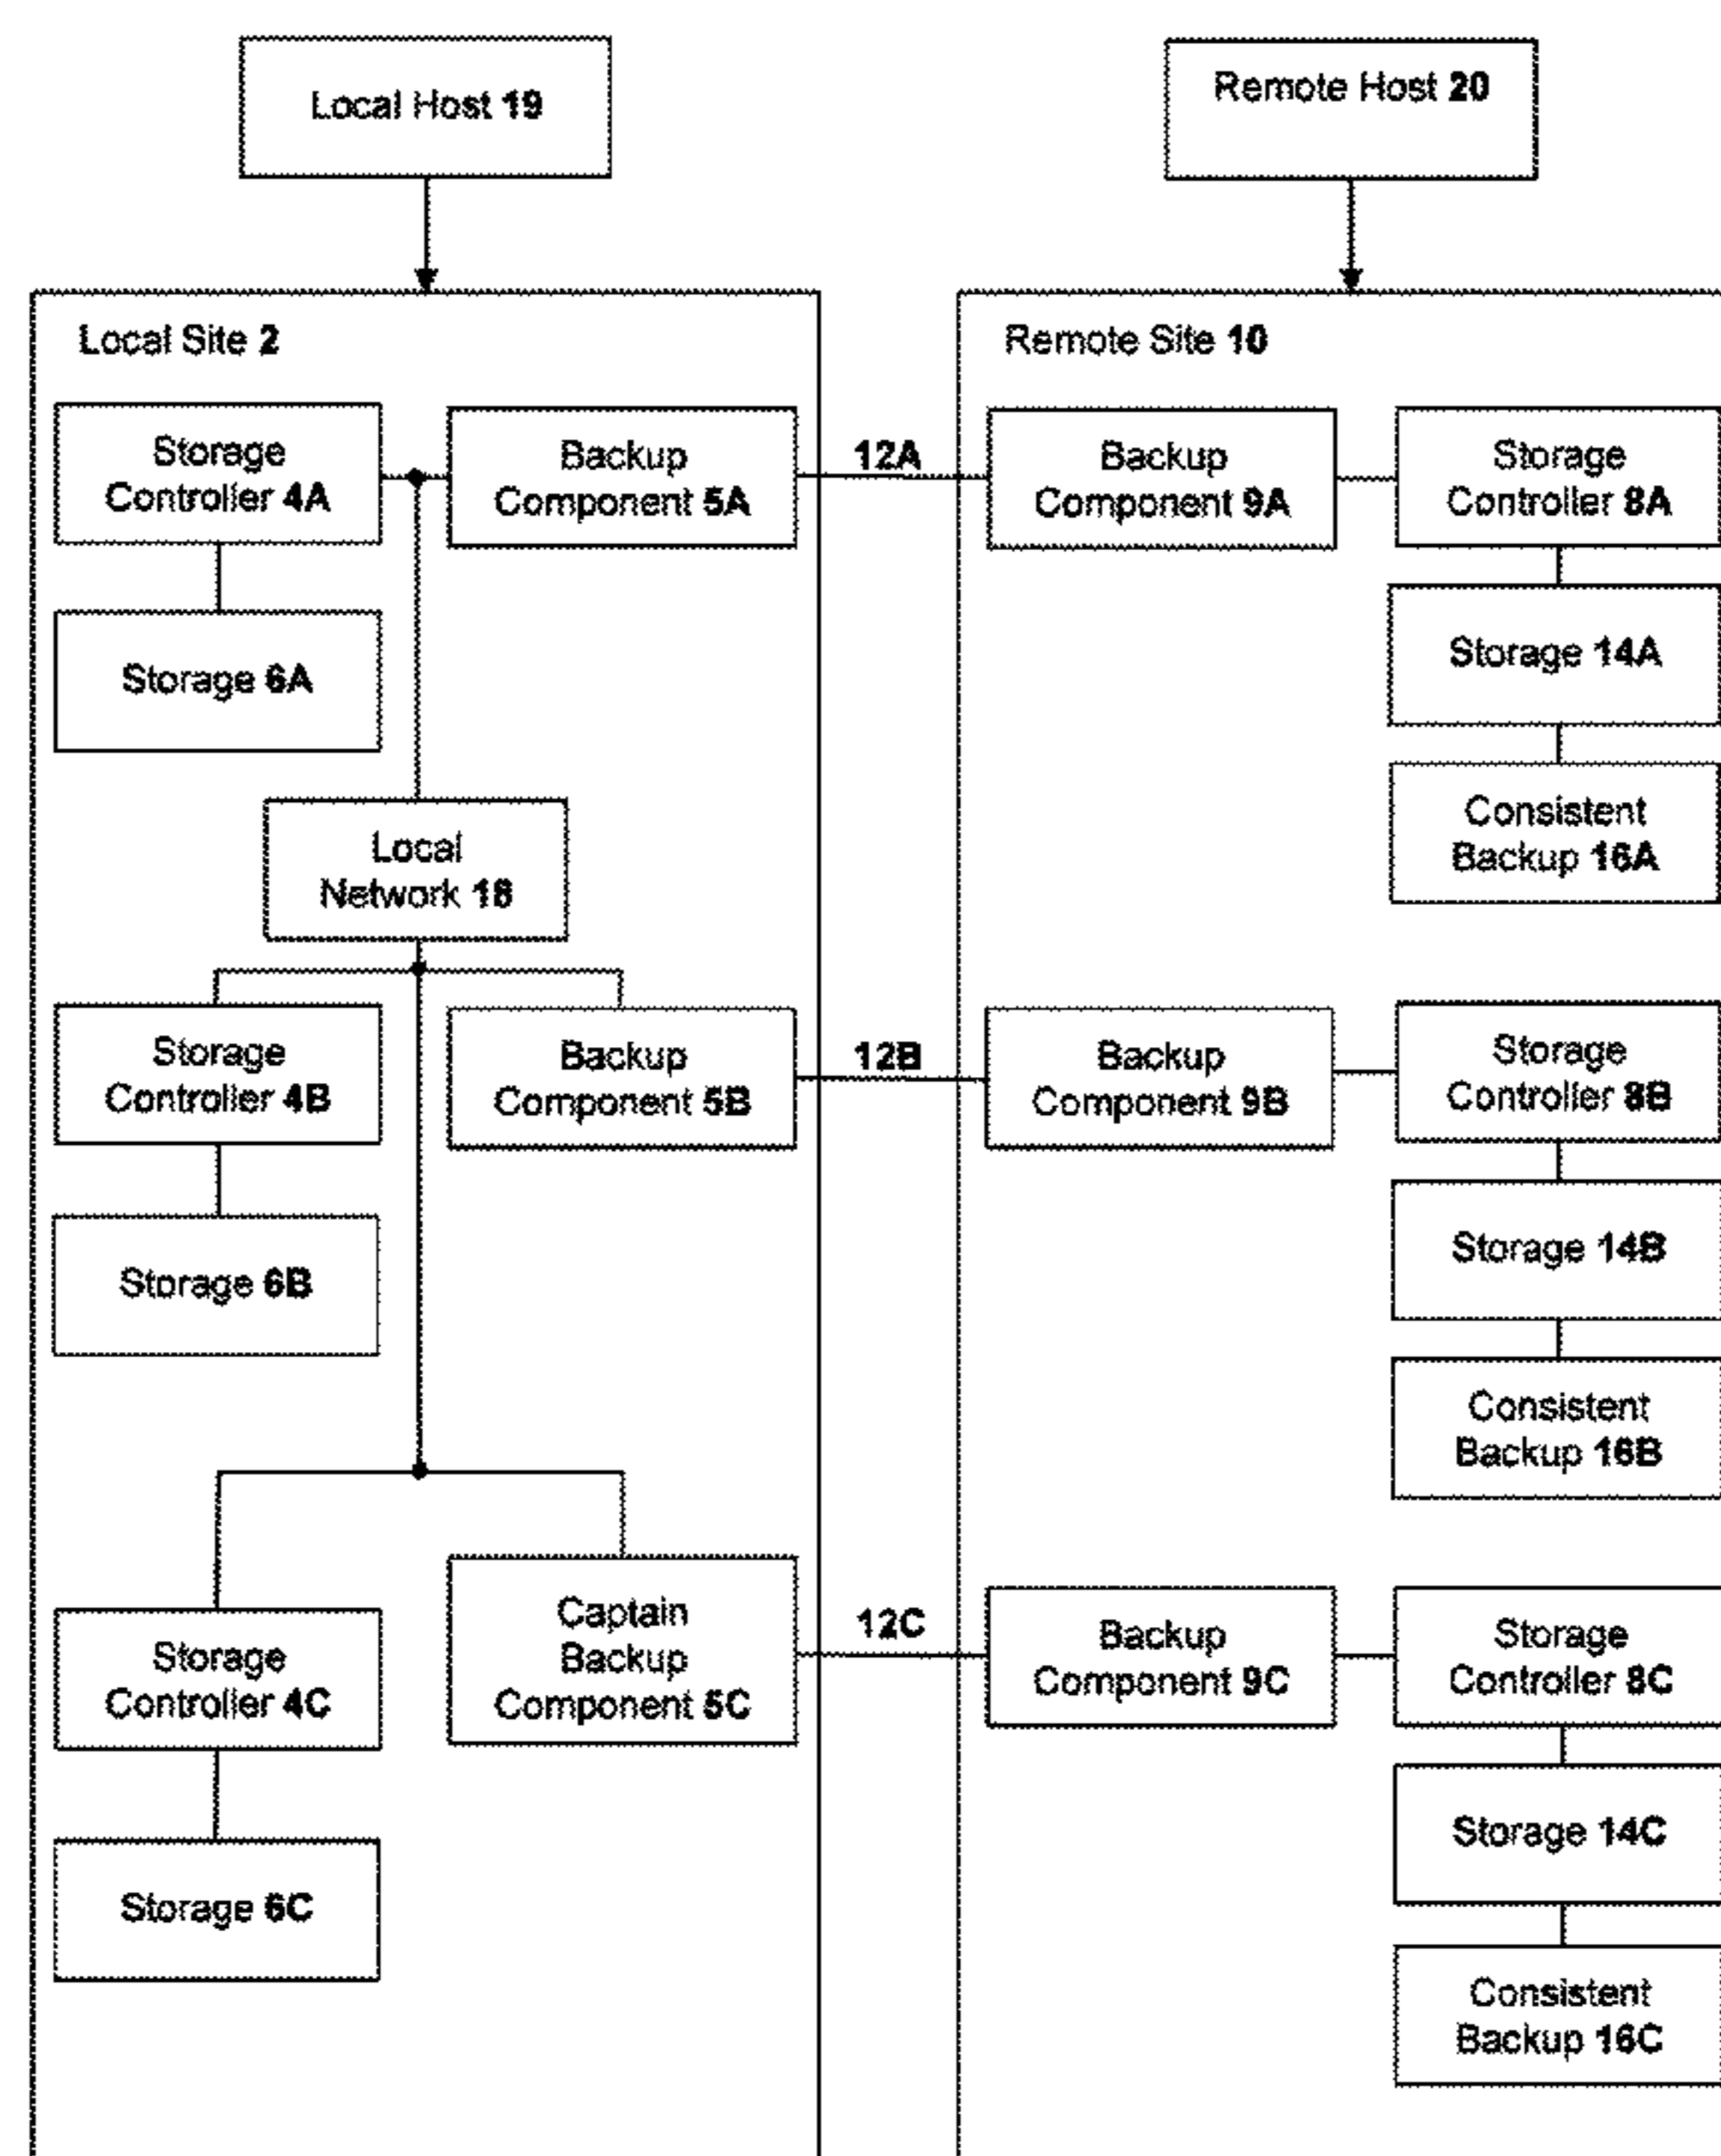 Local Host 19
Remote Host 20
Local Site 2
Remote Site 10
Storage
Controller 4A
Backup
Component 5A
12A
Backup
Component 9A
Storage
Controller 8A
Storage 6A
Storage 14A
Local
Network 18
Consistent
Backup 16A
Storage
Controller 4B
Backup
Component 5B
12B
Backup
Component 9B
Storage
Controller 8B
Storage 6B
Storage 14B
Consistent
Backup 16B
Storage
Controller 4C
Captain
Backup
Component 5C
12C
Backup
Component 9C
Storage
Controller 8C
Storage 6C
Storage 14C
Consistent
Backup 16C